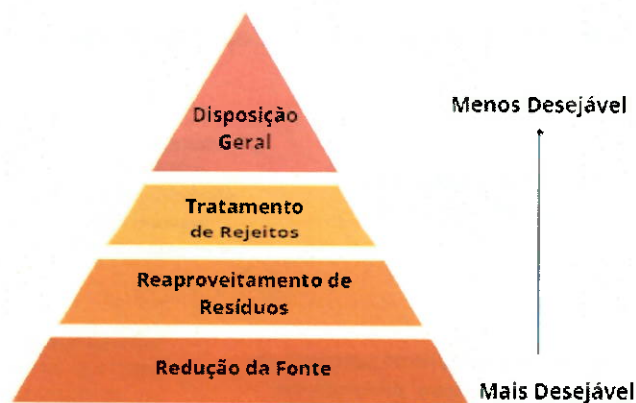 Disposição
Geral
Menos Desejável
Tratamento
de Rejeitos
Reaproveitamento de
Resíduos
Redução da Fonte
Mais Desejável